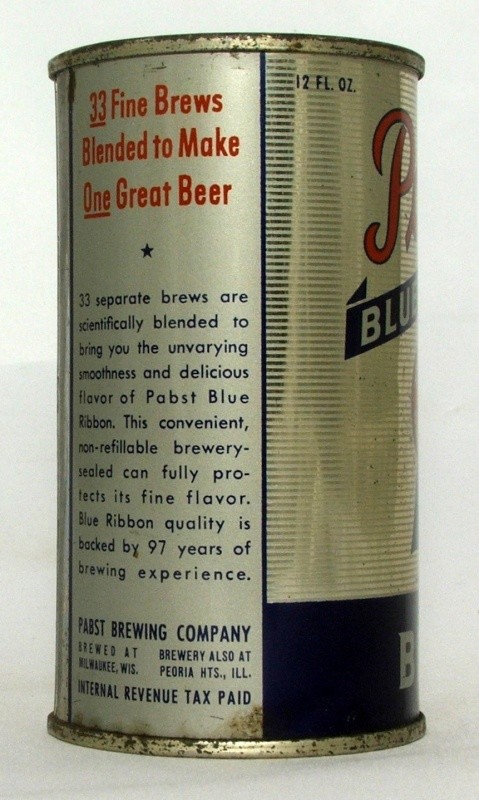 33 Fine Brews
Blended to Make
One Great Beer
33 separate brews are
scientifically blended to
bring you the unvarying
smoothness and delicious
flavor of Pabst Blue
Ribbon. This convenient,
non-refillable brewery-
sealed can fully pro-
tects its fine flavor.
Blue Ribbon quality is
backed by 97 years of
brewing experience.
PABST BREWING COMPANY
BREWED AT
MILWAUKEE, WIS.
BREWERY ALSO AT
PEORIA HTS., ILL.
INTERNAL REVENUE TAX PAID
12 FL. OZ.
P
BLU
B